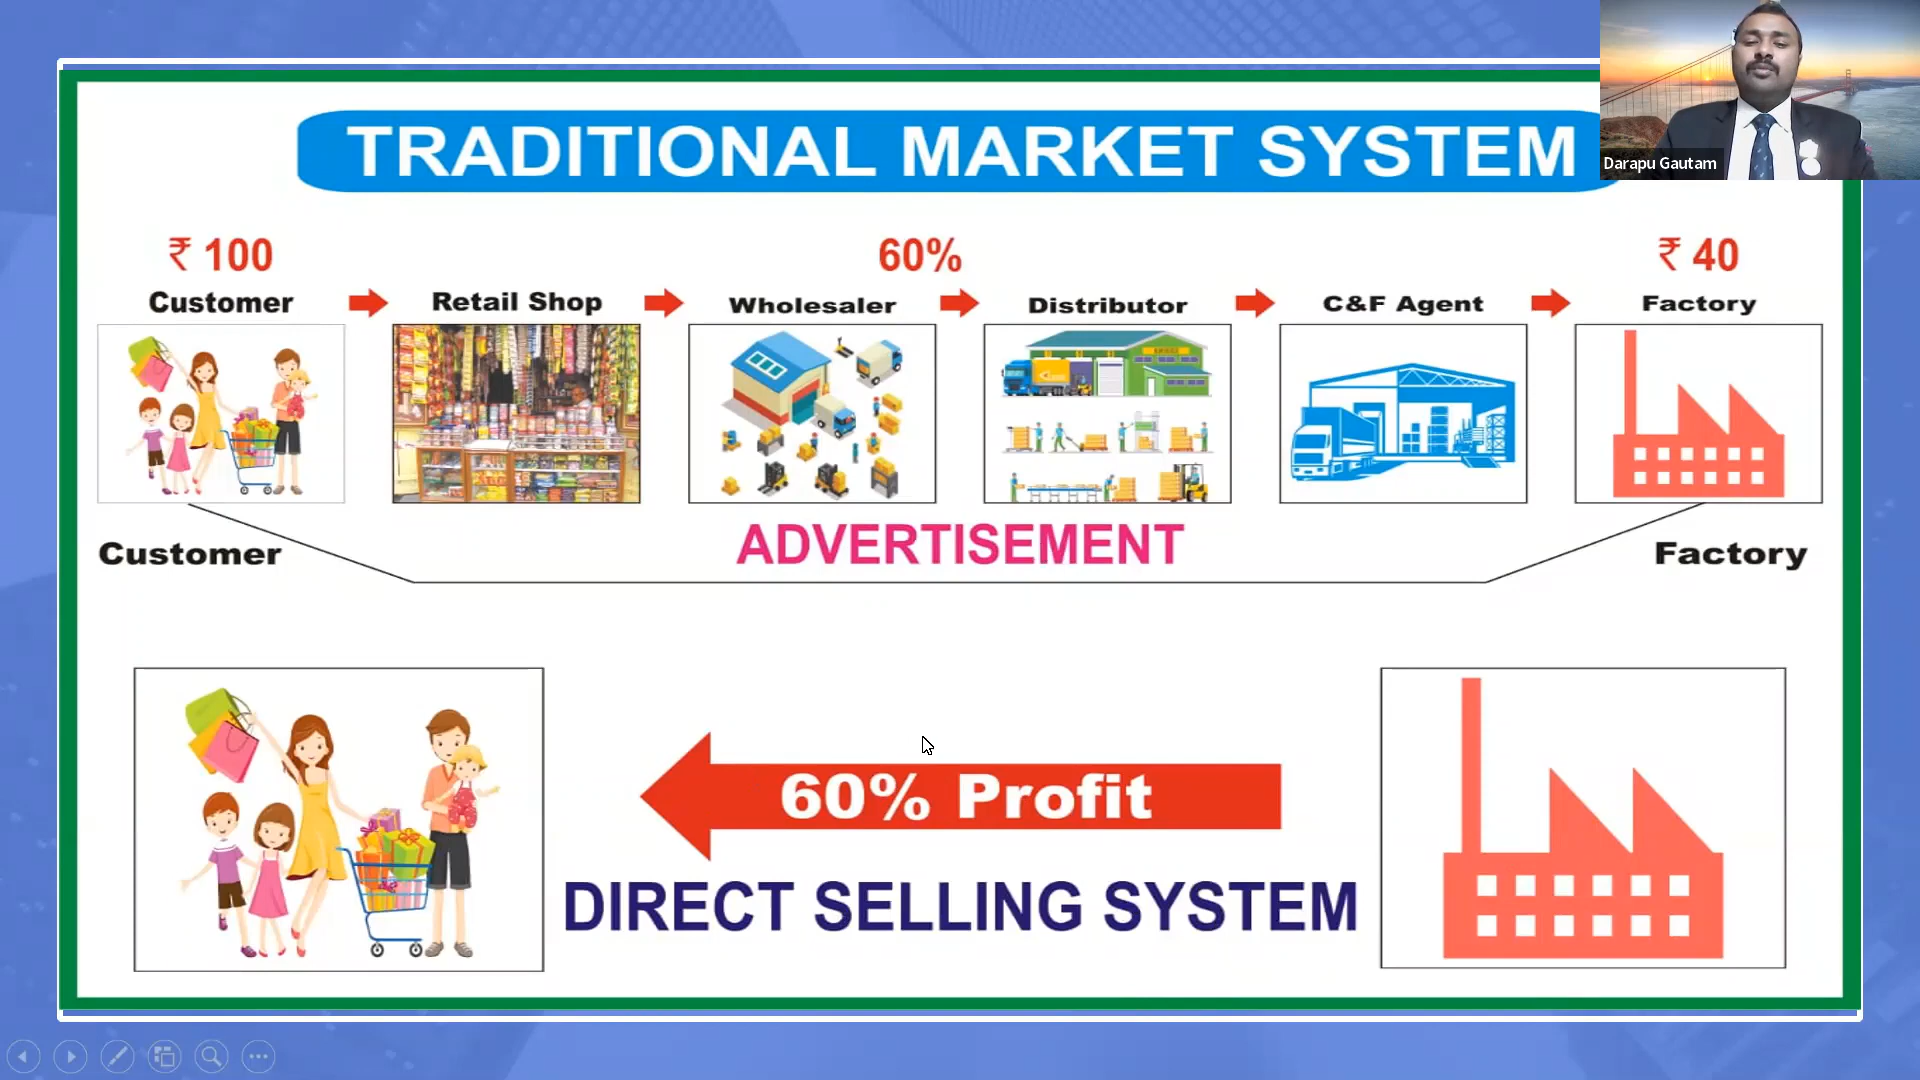 TRADITIONAL MARKET SYSTEM
Darapu Gautam
₹ 100
60%
₹ 40
Customer
Retail Shop
Wholesaler
Distributor
C&F Agent
Factory
ADVERTISEMENT
Customer
Factory
60% Profit
DIRECT SELLING SYSTEM